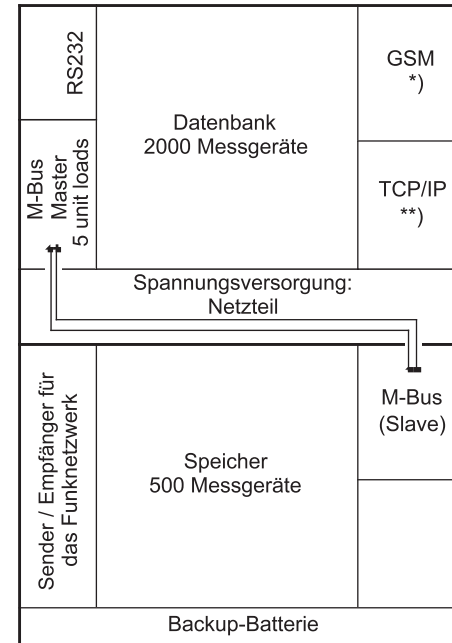 RS232
Datenbank
2000 Messgeräte
GSM
*)
M-Bus
Master
5 unit loads
TCP/IP
**)
Spannungsversorgung:
Netzteil
Sender / Empfänger für
das Funknetzwerk
Speicher
500 Messgeräte
M-Bus
(Slave)
Backup-Batterie